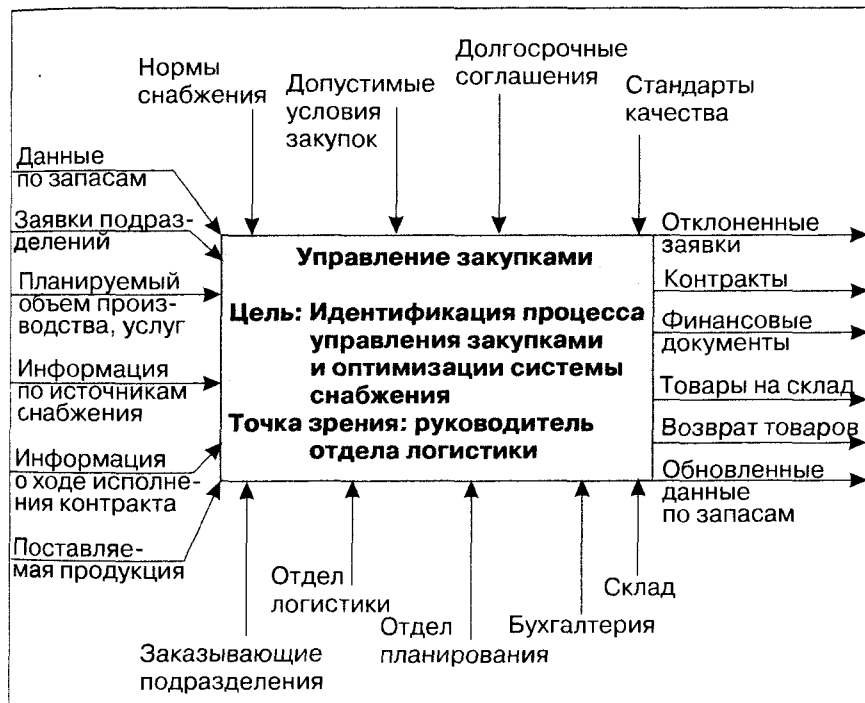 Нормы
снабжения
Допустимые
условия
закупок
Долгосрочные
соглашения
Стандарты
качества
Данные
по запасам
Заявки подраз-
делений
Планируемый
объем произ-
водства, услуг
Информация
по источникам
снабжения
Информация
о ходе исполне-
ния контракта
Поставляе-
мая продукция
Управление закупками
Цель: Идентификация процесса
управления закупками
и оптимизации системы
снабжения
Точка зрения: руководитель
отдела логистики
Отклоненные
заявки
Контракты
Финансовые
документы
Товары на склад
Возврат товаров
Обновленные
данные
по запасам
Заказывающие
подразделения
Отдел
логистики
Отдел
планирования
Бухгалтерия
Склад